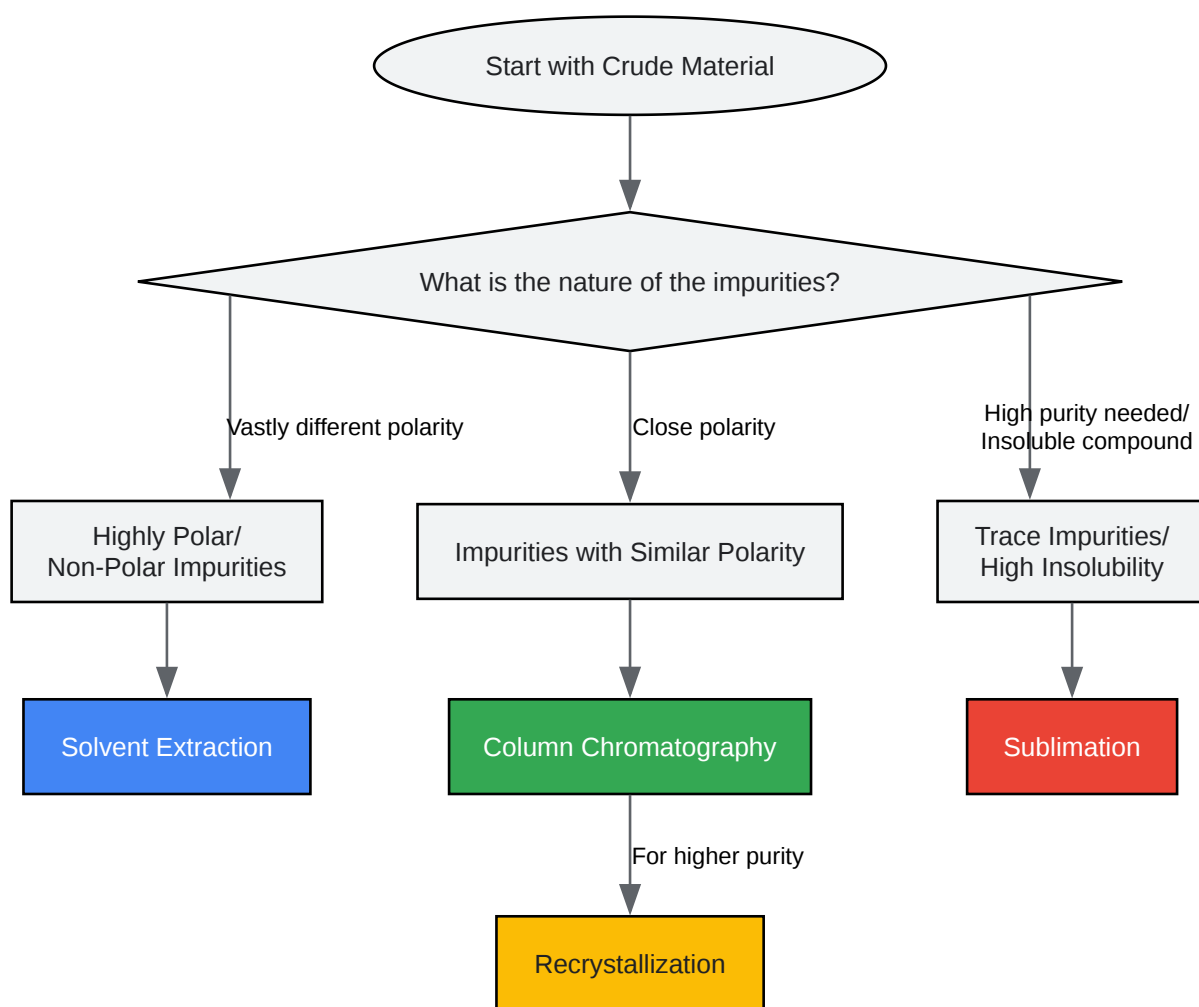 Start with Crude Material
What is the nature of the impurities?
Vastly different polarity
Close polarity
High purity needed/
Insoluble compound
Highly Polar/
Non-Polar Impurities
Impurities with Similar Polarity
Trace Impurities/
High Insolubility
Solvent Extraction
Column Chromatography
Sublimation
For higher purity
Recrystallization